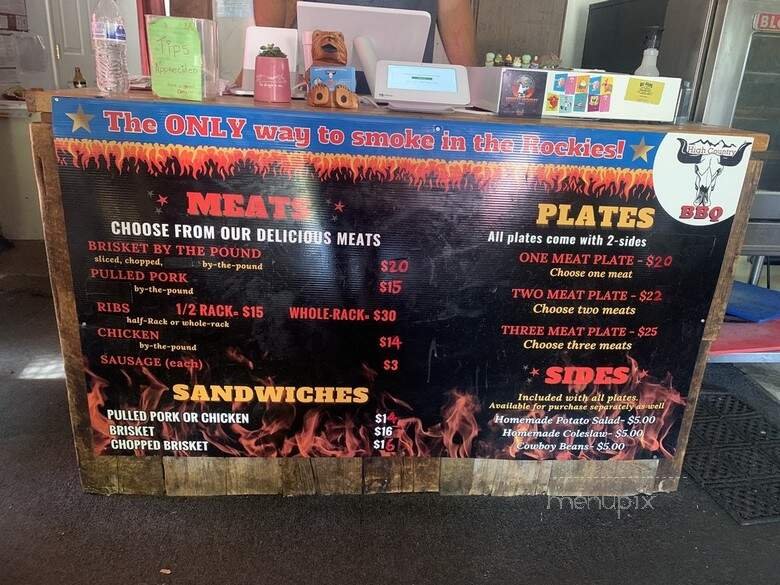 Tips
Appreciated
The ONLY way to smoke in the Rockies!
High Country
BBQ
MEATS
CHOOSE FROM OUR DELICIOUS MEATS
BRISKET BY THE POUND
sliced, chopped, by-the-pound $20
PULLED PORK $15
by-the-pound
RIBS 1/2 RACK- $15 WHOLE-RACK- $30
half-Rack or whole-rack
CHICKEN $14
by-the-pound
SAUSAGE (each) $3
SANDWICHES
PULLED PORK OR CHICKEN $14
BRISKET $16
CHOPPED BRISKET $16
PLATES
All plates come with 2-sides
ONE MEAT PLATE - $20
Choose one meat
TWO MEAT PLATE - $22
Choose two meats
THREE MEAT PLATE - $25
Choose three meats
SIDES
Included with all plates.
Available for purchase separately as well
Homemade Potato Salad- $5.00
Homemade Coleslaw- $5.00
Cowboy Beans- $5.00
menupix